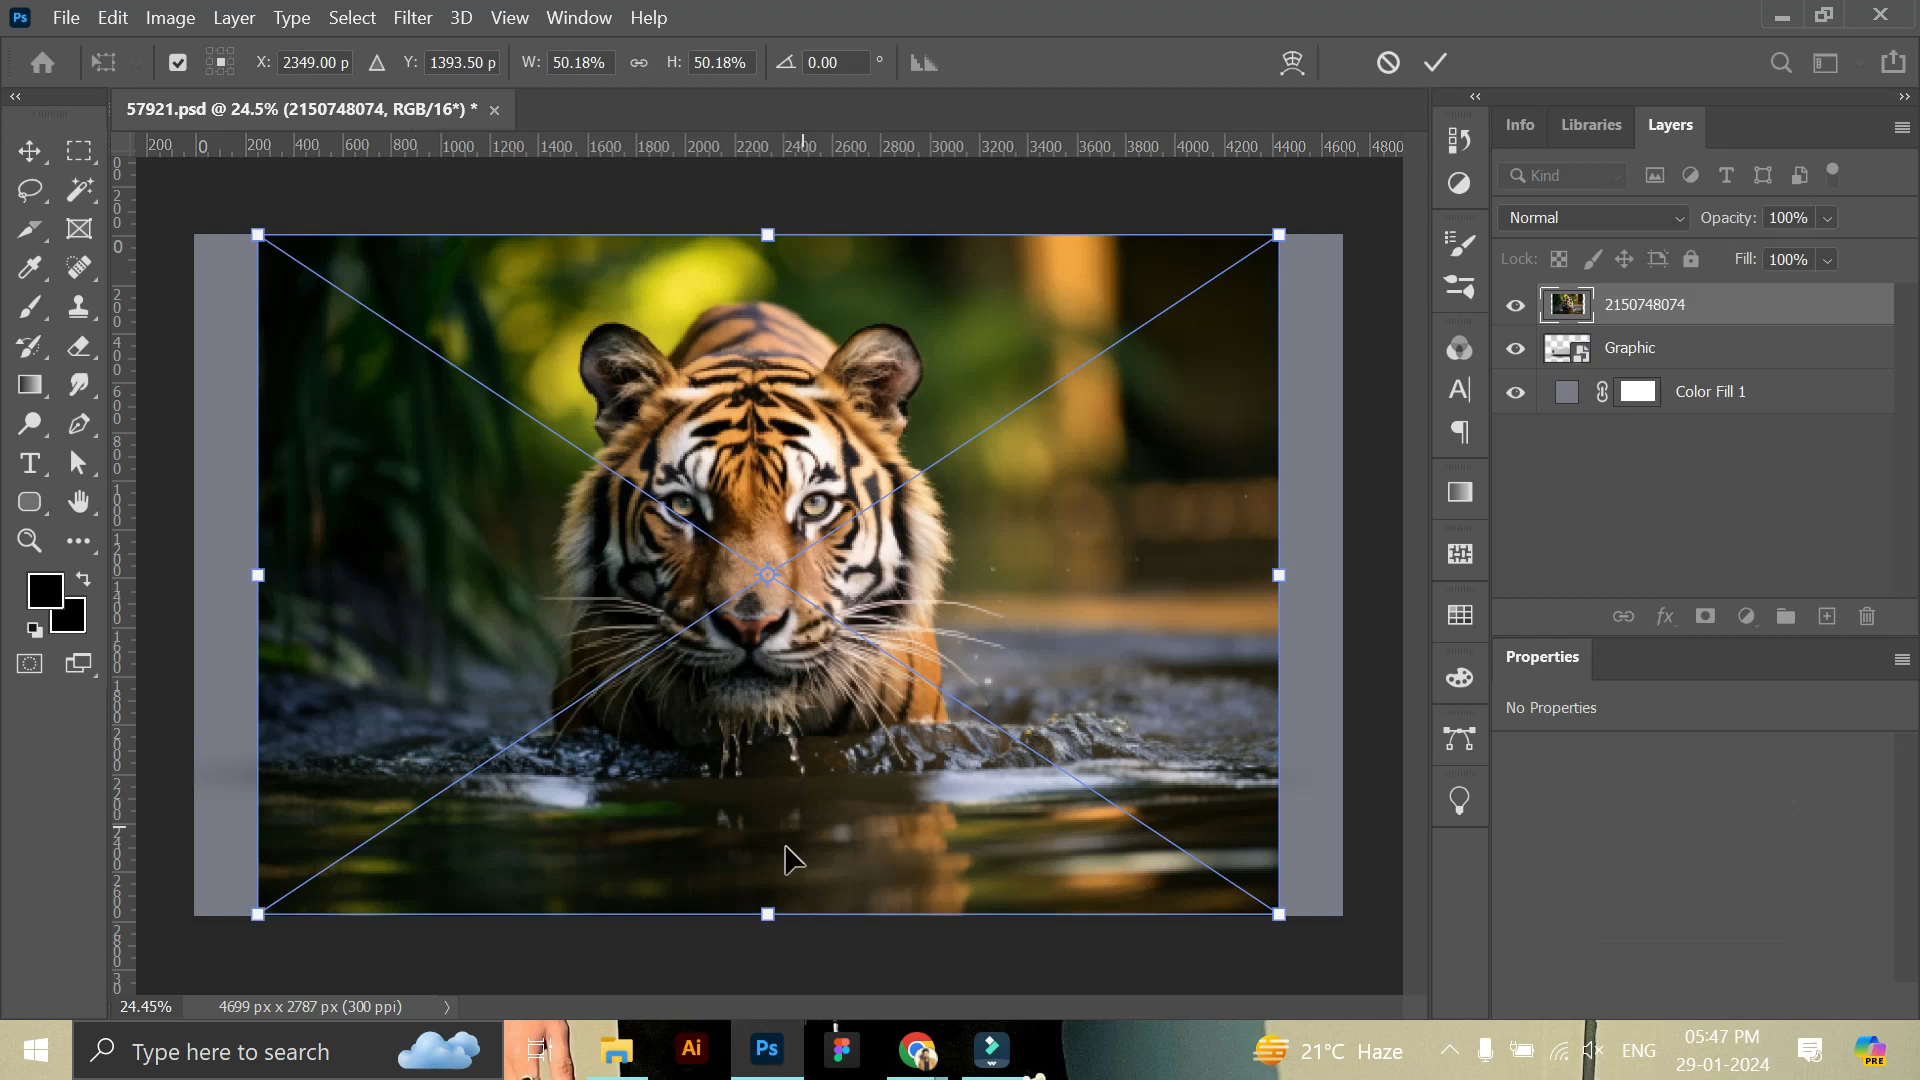 Ps File Edit Image Layer Type Select Filter 3D View Window Help
X: 2349.00 p Y: 1393.50 p W: 50.18% H: 50.18% 0.00 °
57921.psd @ 24.5% (2150748074, RGB/16*) *
200 0 200 400 600 800 1000 1200 1400 1600 1800 2000 2200 2400 2600 2800 3000 3200 3400 3600 3800 4000 4200 4400 4600 4800
Info Libraries Layers
Kind
Normal Opacity: 100%
Lock: Fill: 100%
2150748074
Graphic
Color Fill 1
fx
Properties
No Properties
24.45% 4699 px x 2787 px (300 ppi)
Type here to search
Ai Ps
21°C Haze
ENG
05:47 PM
29-01-2024
PRE